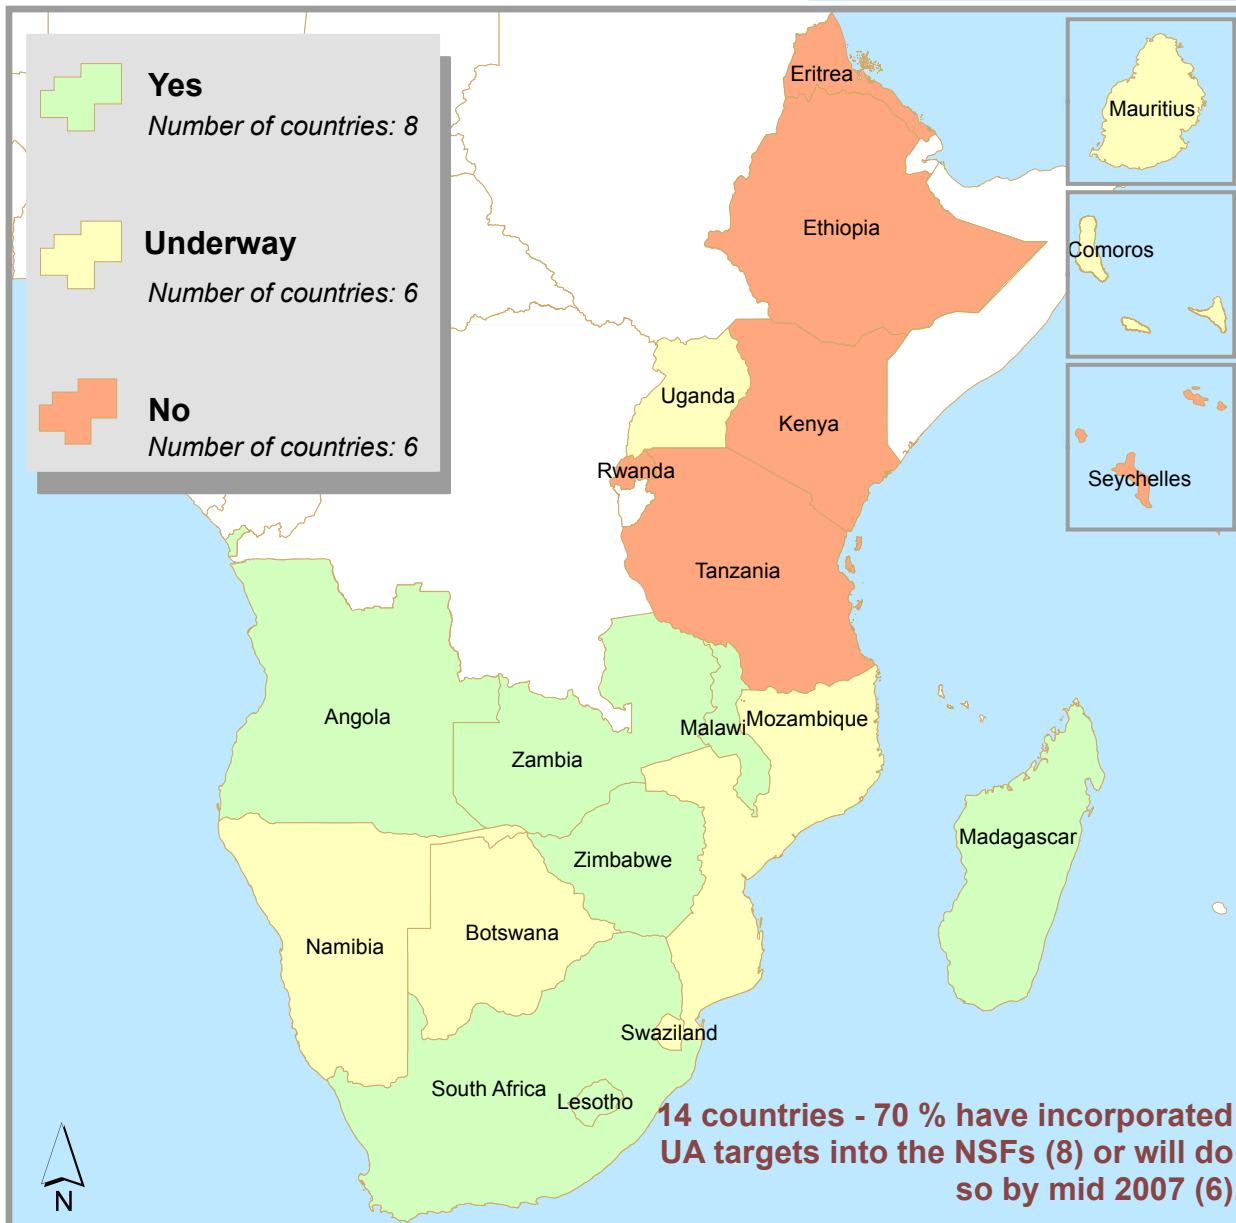 Yes
Number of countries: 8
Underway
Number of countries: 6
No
Number of countries: 6
Eritrea
Mauritius
Ethiopia
Comoros
Uganda
Kenya
Rwanda
Seychelles
Tanzania
Angola
Malawi
Mozambique
Zambia
Madagascar
Zimbabwe
Namibia
Botswana
Swaziland
South Africa
Lesotho
14 countries - 70 % have incorporated
UA targets into the NSFs (8) or will do
so by mid 2007 (6).
N